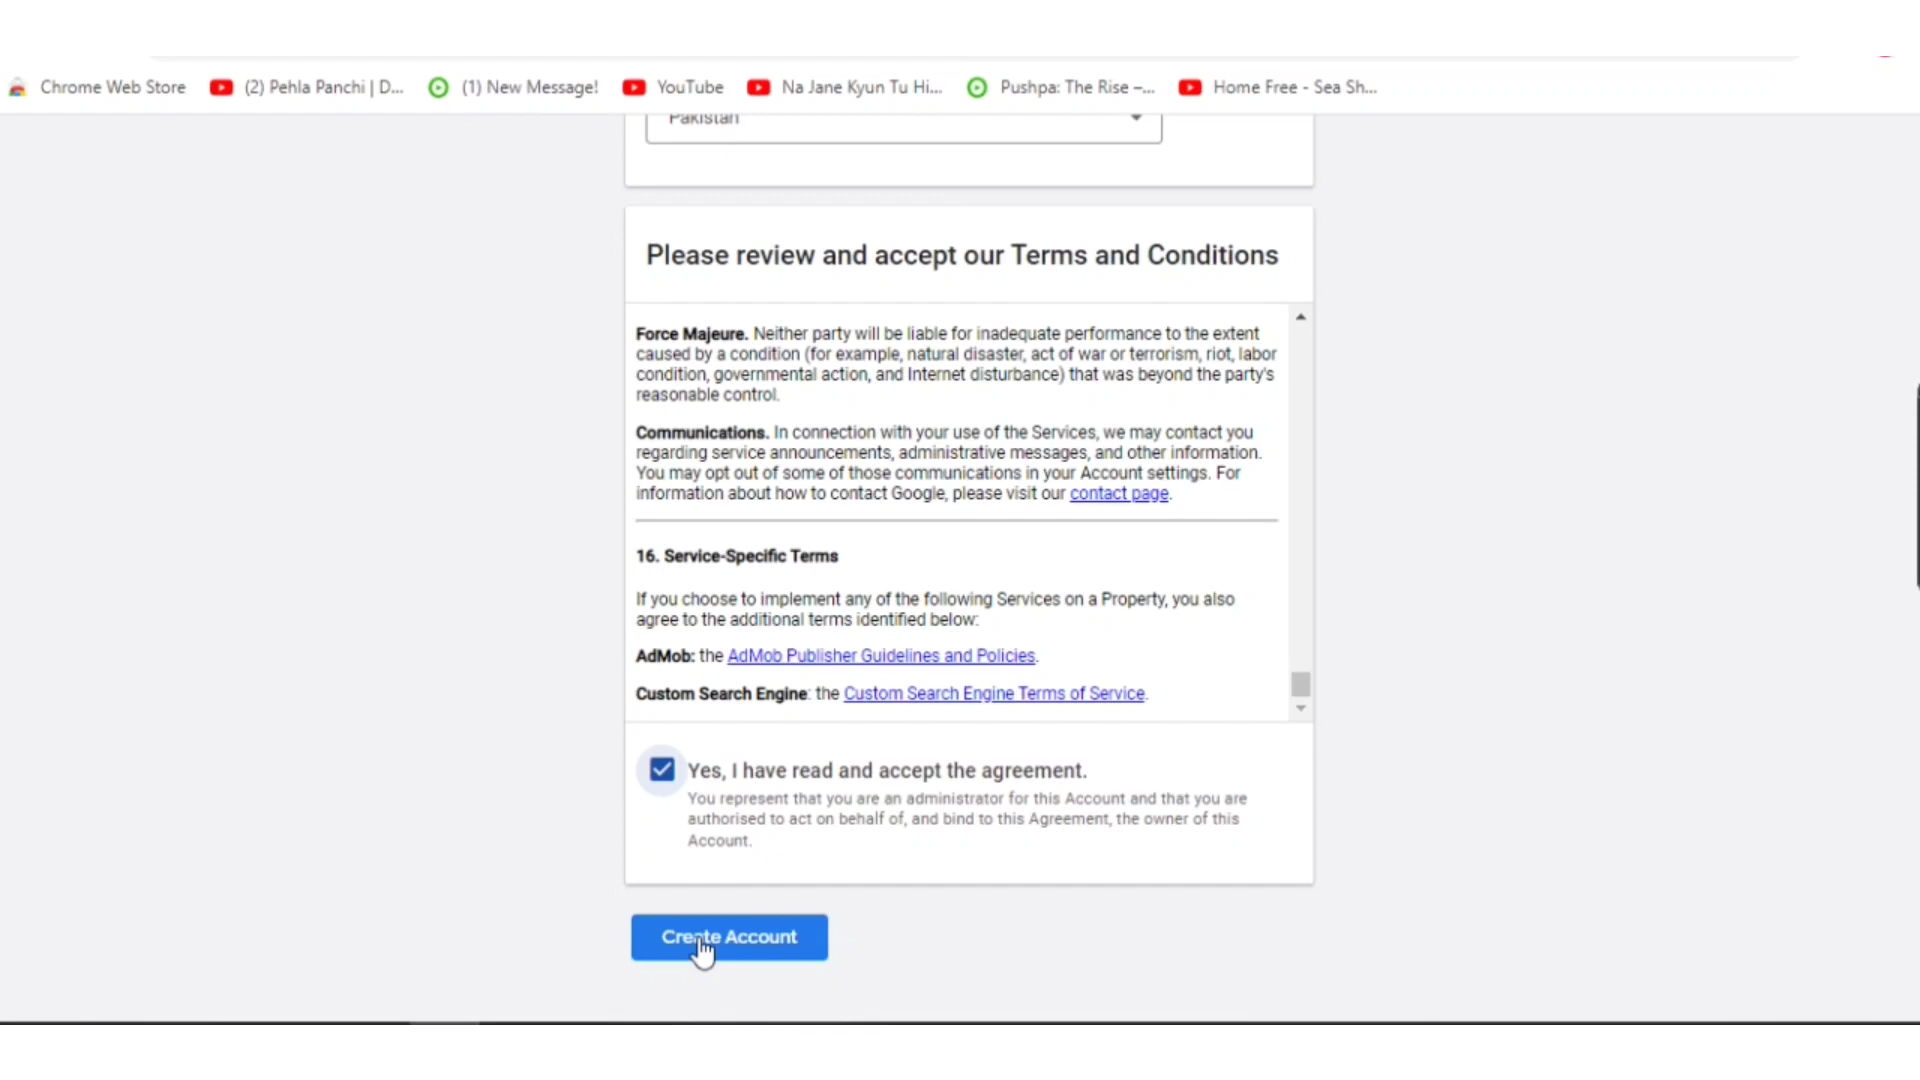 Chrome Web Store (2) Pehla Panchi | D... (1) New Message! YouTube Na Jane Kyun Tu Hi... Pushpa: The Rise –... Home Free - Sea Sh...
Pakistan
Please review and accept our Terms and Conditions
Force Majeure. Neither party will be liable for inadequate performance to the extent
caused by a condition (for example, natural disaster, act of war or terrorism, riot, labor
condition, governmental action, and Internet disturbance) that was beyond the party's
reasonable control.
Communications. In connection with your use of the Services, we may contact you
regarding service announcements, administrative messages, and other information.
You may opt out of some of those communications in your Account settings. For
information about how to contact Google, please visit our contact page.
16. Service-Specific Terms
If you choose to implement any of the following Services on a Property, you also
agree to the additional terms identified below:
AdMob: the AdMob Publisher Guidelines and Policies.
Custom Search Engine: the Custom Search Engine Terms of Service.
Yes, I have read and accept the agreement.
You represent that you are an administrator for this Account and that you are
authorised to act on behalf of, and bind to this Agreement, the owner of this
Account.
Create Account